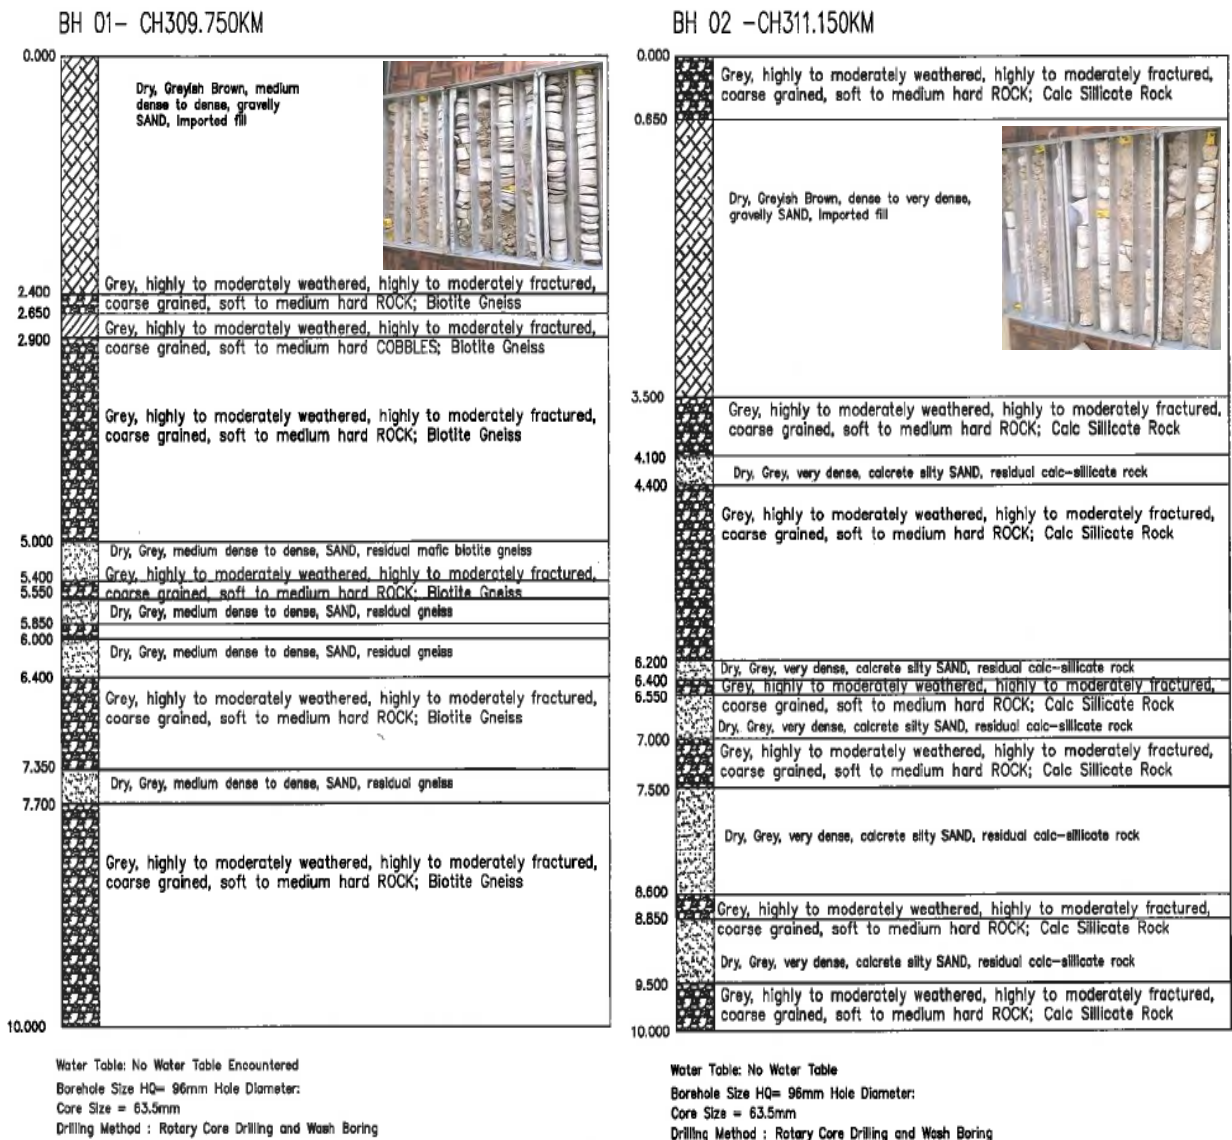 BH 01- CH309.750KM
0.000
Dry, Greyish Brown, medium
dense to dense, gravelly
SAND, Imported fill
Grey, highly to moderately weathered, highly to moderately fractured,
2.400
coarse grained, soft to medium hard ROCK; Biotite Gneiss
2.650
Grey, highly to moderately weathered, highly to moderately fractured,
2.900
coarse grained, soft to medium hard COBBLES; Biotite Gneiss
Grey, highly to moderately weathered, highly to moderately fractured,
coarse grained, soft to medium hard ROCK; Biotite Gneiss
5.000
Dry, Grey, medium dense to dense, SAND, residual mafic biotite gneiss
5.400
Grey, highly to moderately weathered, highly to moderately fractured,
5.550
coarse grained, soft to medium hard ROCK; Biotite Gneiss
Dry, Grey, medium dense to dense, SAND, residual gneiss
5.850
6.000
Dry, Grey, medium dense to dense, SAND, residual gneiss
6.400
Grey, highly to moderately weathered, highly to moderately fractured,
coarse grained, soft to medium hard ROCK; Biotite Gneiss
7.350
Dry, Grey, medium dense to dense, SAND, residual gneiss
7.700
Grey, highly to moderately weathered, highly to moderately fractured,
coarse grained, soft to medium hard ROCK; Biotite Gneiss
10.000
Water Table: No Water Table Encountered
Borehole Size HQ= 96mm Hole Diameter:
Core Size = 63.5mm
Drilling Method : Rotary Core Drilling and Wash Boring
BH 02 -CH311.150KM
0.000
Grey, highly to moderately weathered, highly to moderately fractured,
coarse grained, soft to medium hard ROCK; Calc Sillicate Rock
0.650
Dry, Greyish Brown, dense to very dense,
gravelly SAND, Imported fill
3.500
Grey, highly to moderately weathered, highly to moderately fractured,
coarse grained, soft to medium hard ROCK; Calc Sillicate Rock
4.100
Dry, Grey, very dense, calcrete silty SAND, residual calc-sillicate rock
4.400
Grey, highly to moderately weathered, highly to moderately fractured,
coarse grained, soft to medium hard ROCK; Calc Sillicate Rock
6.200
Dry, Grey, very dense, calcrete silty SAND, residual calc-sillicate rock
6.400
Grey, highly to moderately weathered, highly to moderately fractured,
6.550
coarse grained, soft to medium hard ROCK; Calc Sillicate Rock
Dry, Grey, very dense, calcrete silty SAND, residual calc-sillicate rock
7.000
Grey, highly to moderately weathered, highly to moderately fractured,
coarse grained, soft to medium hard ROCK; Calc Sillicate Rock
7.500
Dry, Grey, very dense, calcrete silty SAND, residual calc-sillicate rock
8.600
Grey, highly to moderately weathered, highly to moderately fractured,
8.850
coarse grained, soft to medium hard ROCK; Calc Sillicate Rock
Dry, Grey, very dense, calcrete silty SAND, residual calc-sillicate rock
9.500
Grey, highly to moderately weathered, highly to moderately fractured,
coarse grained, soft to medium hard ROCK; Calc Sillicate Rock
10.000
Water Table: No Water Table
Borehole Size HQ= 96mm Hole Diameter:
Core Size = 63.5mm
Drilling Method : Rotary Core Drilling and Wash Boring